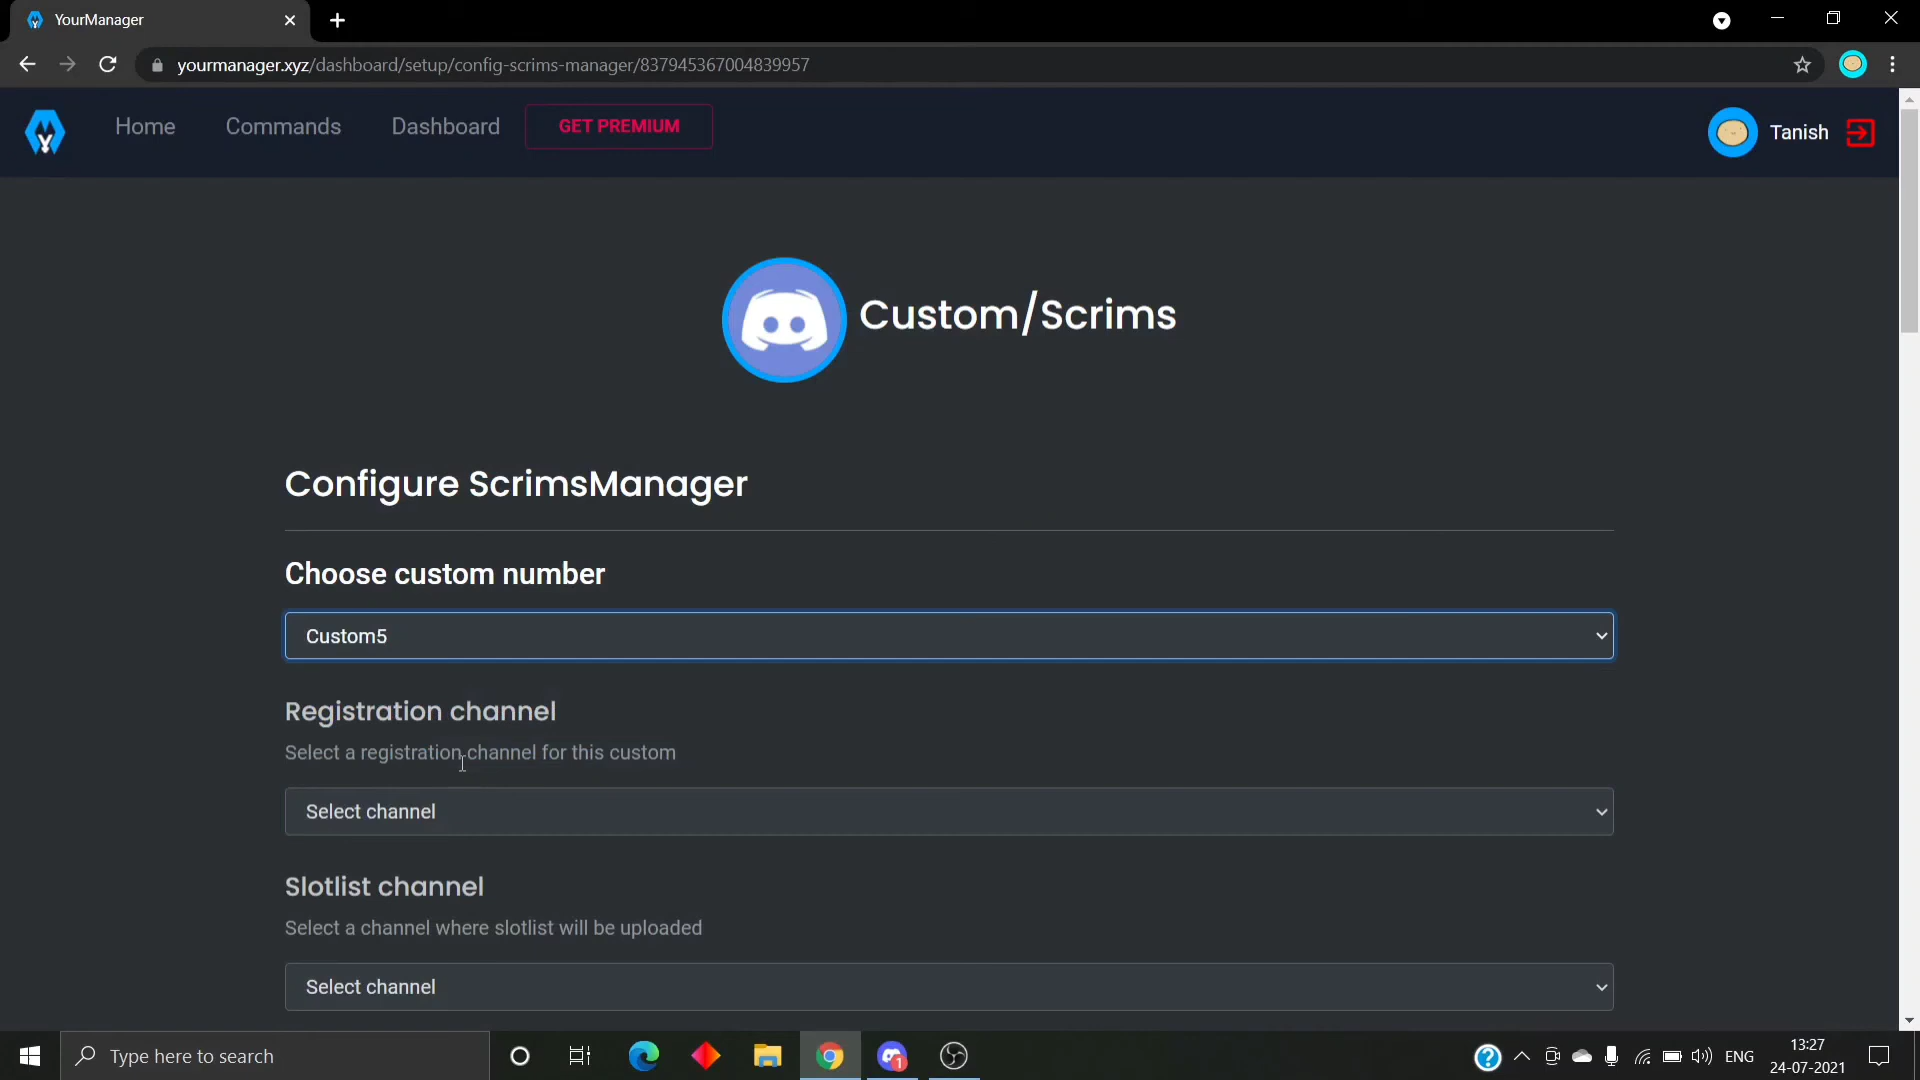 YourManager
yourmanager.xyz/dashboard/setup/config-scrims-manager/837945367004839957
Home Commands Dashboard GET PREMIUM Tanish
Custom/Scrims
Configure ScrimsManager
Choose custom number
Custom5
Registration channel
Select a registration channel for this custom
Select channel
Slotlist channel
Select a channel where slotlist will be uploaded
Select channel
Type here to search
1
ENG
13:27
24-07-2021